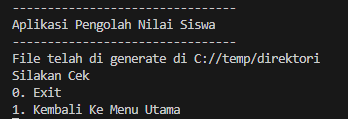 --------------------------------
Aplikasi Pengolah Nilai Siswa
--------------------------------
File telah di generate di C://temp/direktori
Silakan Cek
0. Exit
1. Kembali Ke Menu Utama